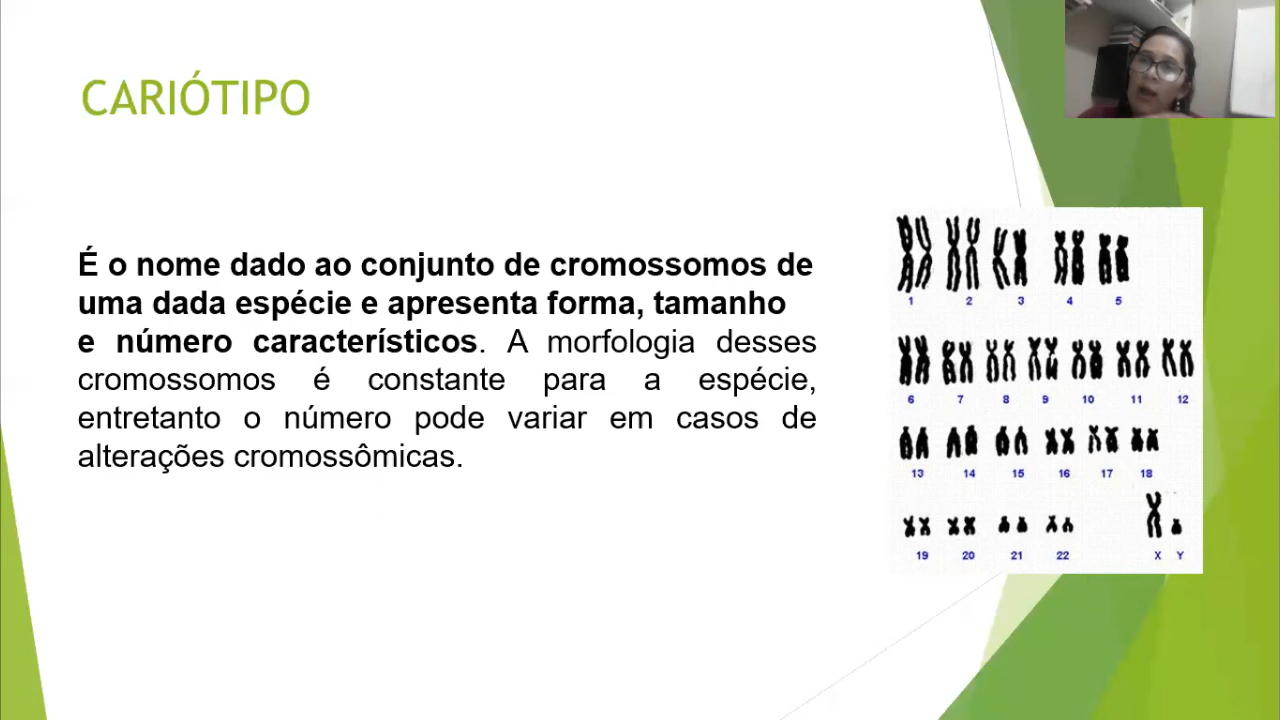 CARIÓTIPO
É o nome dado ao conjunto de cromossomos de
uma dada espécie e apresenta forma, tamanho
e número característicos. A morfologia desses
cromossomos é constante para a espécie,
entretanto o número pode variar em casos de
alterações cromossômicas.
1 2 3 4 5
6 7 8 9 10 11 12
13 14 15 16 17 18
19 20 21 22 X Y